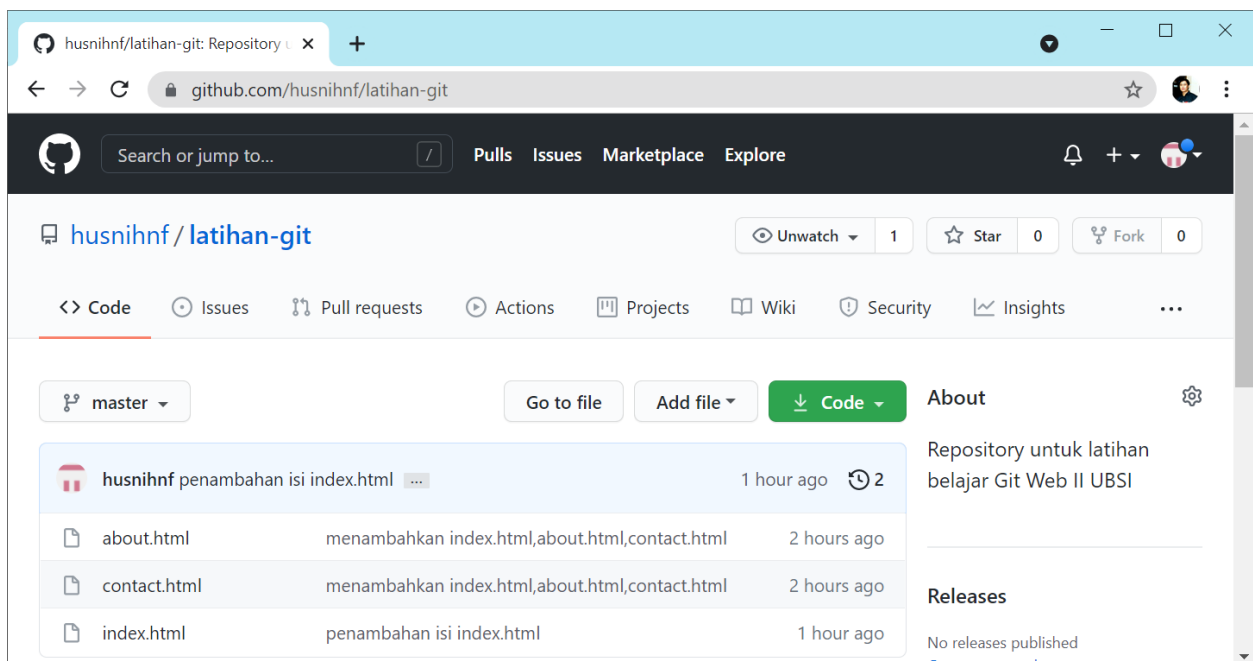 husnihnf/latihan-git: Repository u
github.com/husnihnf/latihan-git
Search or jump to... / Pulls Issues Marketplace Explore
husnihnf / latihan-git Unwatch 1 Star 0 Fork 0
<> Code Issues Pull requests Actions Projects Wiki Security Insights ...
master Go to file Add file Code About
Repository untuk latihan
belajar Git Web II UBSI
husnihnf penambahan isi index.html ... 1 hour ago 2
about.html menambahkan index.html,about.html,contact.html 2 hours ago
contact.html menambahkan index.html,about.html,contact.html 2 hours ago
index.html penambahan isi index.html 1 hour ago
Releases
No releases published